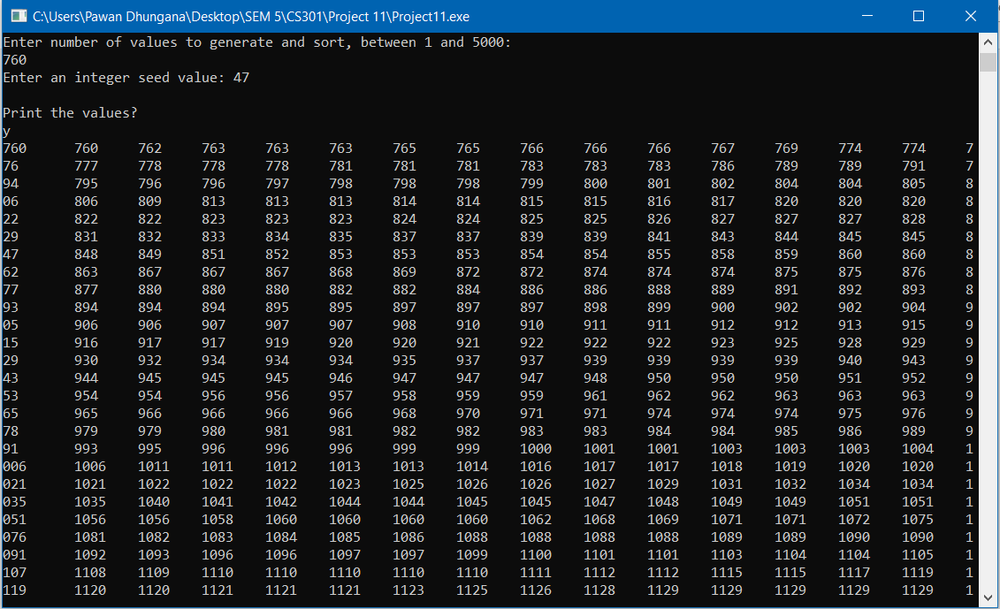 C:\Users\Pawan Dhungana\Desktop\SEM 5\CS301\Project 11\Project11.exe
Enter number of values to generate and sort, between 1 and 5000:
760
Enter an integer seed value: 47
Print the values?
y
760 760 762 763 763 763 765 765 766 766 766 767 769 774 774 7
76 777 778 778 778 781 781 781 783 783 783 786 789 789 791 7
94 795 796 796 797 798 798 798 799 800 801 802 804 804 805 8
06 806 809 813 813 813 814 814 815 815 816 817 820 820 820 8
22 822 822 823 823 823 824 824 825 825 826 827 827 827 828 8
29 831 832 833 834 835 837 837 839 839 841 843 844 845 845 8
47 848 849 851 852 853 853 853 854 854 855 858 859 860 860 8
62 863 867 867 867 868 869 872 872 874 874 874 875 875 876 8
77 877 880 880 880 882 882 884 886 886 888 889 891 892 893 8
93 894 894 894 895 895 897 897 897 898 899 900 902 902 904 9
05 906 906 907 907 907 908 910 910 911 911 912 912 913 915 9
15 916 917 917 919 920 920 921 922 922 922 923 925 928 929 9
29 930 932 934 934 934 935 937 937 939 939 939 939 940 943 9
43 944 945 945 945 946 947 947 947 948 950 950 950 951 952 9
53 954 954 956 956 957 958 959 959 961 962 962 963 963 963 9
65 965 966 966 966 966 968 970 971 971 974 974 974 975 976 9
78 979 979 980 981 981 982 982 983 983 984 984 985 986 989 9
91 993 995 996 996 996 999 999 1000 1001 1001 1003 1003 1003 1004 1
006 1006 1011 1011 1012 1013 1013 1014 1016 1017 1017 1018 1019 1020 1020 1
021 1021 1022 1022 1022 1023 1025 1026 1026 1027 1029 1031 1032 1034 1034 1
035 1035 1040 1041 1042 1044 1044 1045 1045 1047 1048 1049 1049 1051 1051 1
051 1056 1056 1058 1060 1060 1060 1060 1062 1068 1069 1071 1071 1072 1075 1
076 1081 1082 1083 1084 1085 1086 1088 1088 1088 1088 1089 1089 1090 1090 1
091 1092 1093 1096 1096 1097 1097 1099 1100 1101 1101 1103 1104 1104 1105 1
107 1108 1109 1110 1110 1110 1110 1110 1111 1112 1112 1115 1115 1117 1119 1
119 1120 1120 1121 1121 1121 1123 1125 1126 1128 1129 1129 1129 1129 1129 1